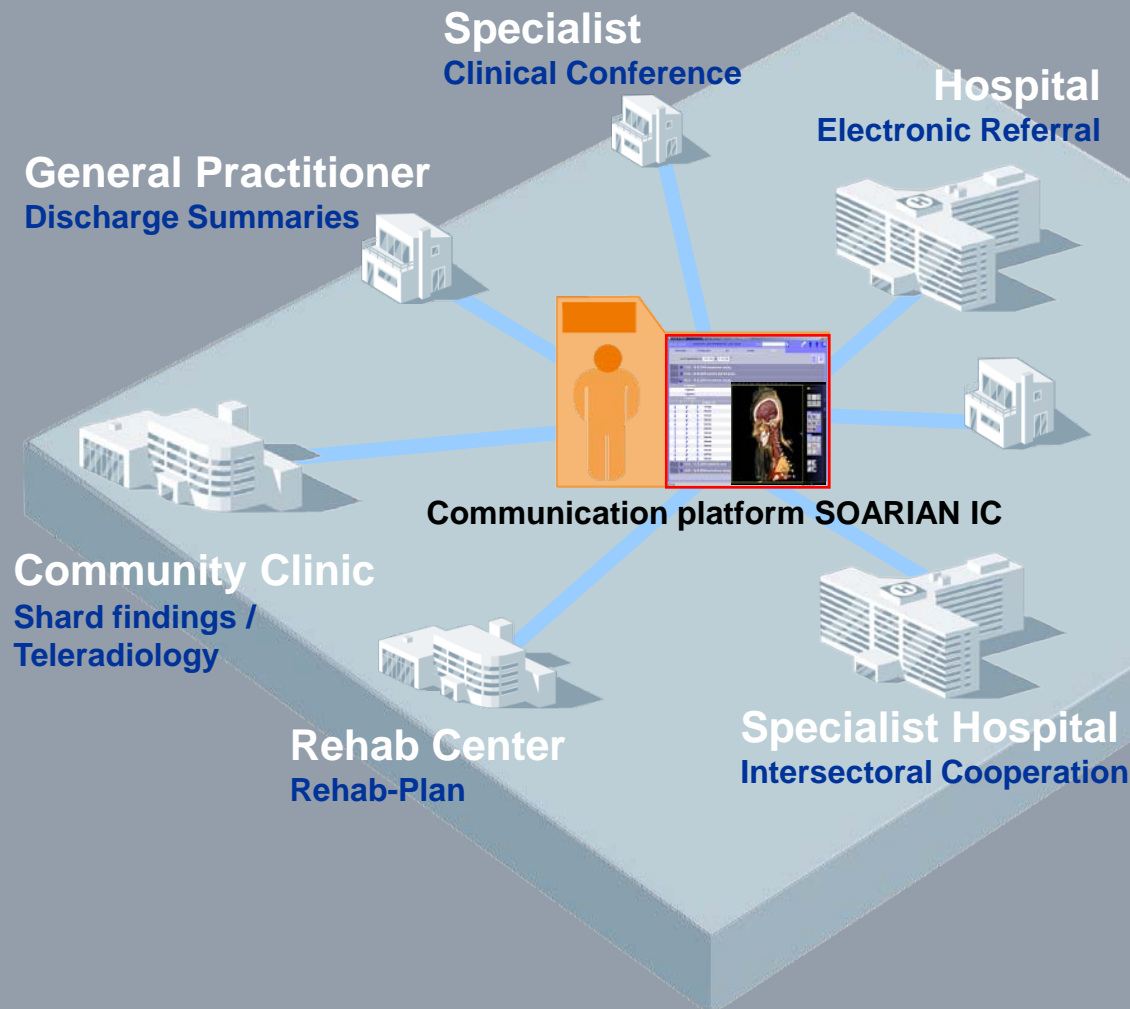 Specialist
Clinical Conference
Hospital
Electronic Referral
General Practitioner
Discharge Summaries
Communication platform SOARIAN IC
Community Clinic
Shard findings /
Teleradiology
Rehab Center
Rehab-Plan
Specialist Hospital
Intersectoral Cooperation
H
H